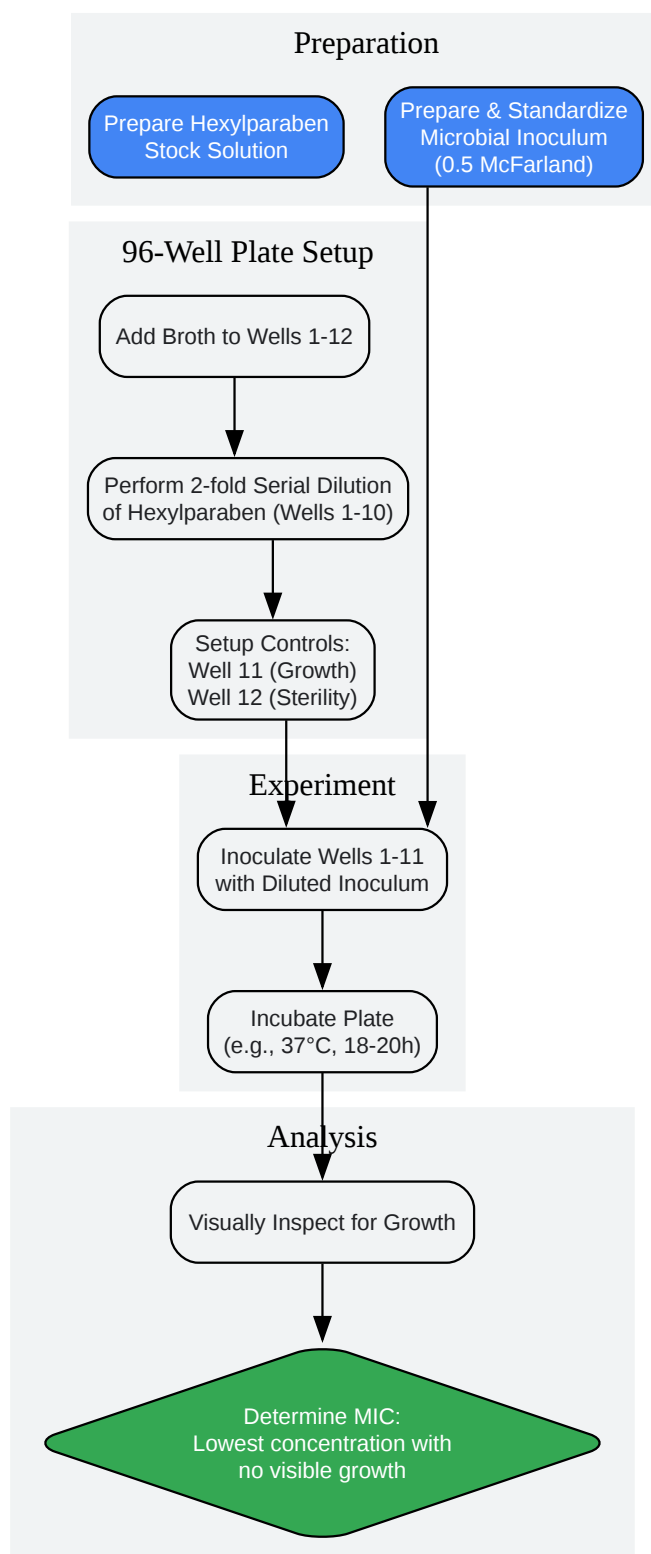 Preparation
Prepare Hexylparaben
Stock Solution
Prepare & Standardize
Microbial Inoculum
(0.5 McFarland)
96-Well Plate Setup
Add Broth to Wells 1-12
Perform 2-fold Serial Dilution
of Hexylparaben (Wells 1-10)
Setup Controls:
Well 11 (Growth)
Well 12 (Sterility)
Experiment
Inoculate Wells 1-11
with Diluted Inoculum
Incubate Plate
(e.g., 37°C, 18-20h)
Analysis
Visually Inspect for Growth
Determine MIC:
Lowest concentration with
no visible growth